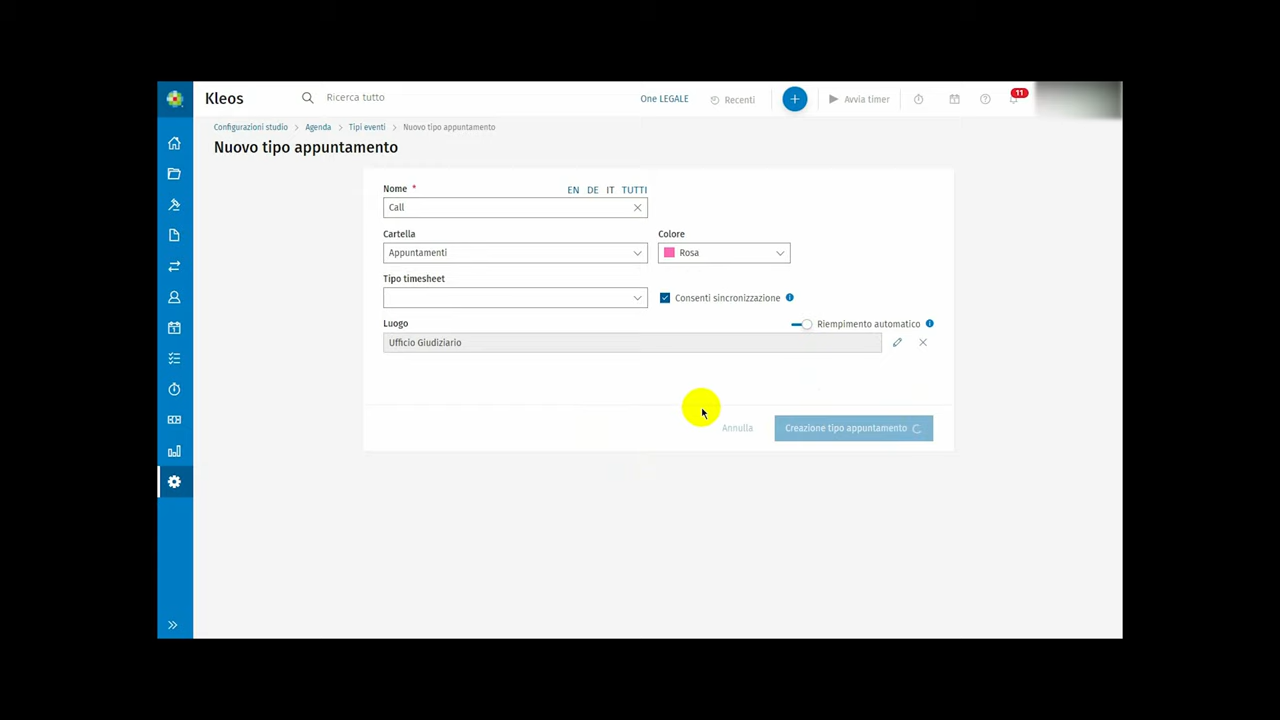 Kleos
Ricerca tutto
One LEGALE
Recenti
Avvia timer
11
Configurazioni studio > Agenda > Tipi eventi > Nuovo tipo appuntamento
Nuovo tipo appuntamento
Nome *
EN DE IT TUTTI
Call
Cartella
Colore
Appuntamenti
Rosa
Tipo timesheet
Consenti sincronizzazione
Luogo
Riempimento automatico
Ufficio Giudiziario
Annulla
Creazione tipo appuntamento